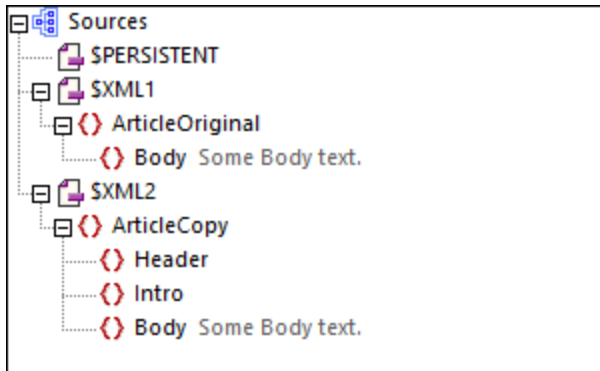 Sources
$PERSISTENT
$XML1
ArticleOriginal
Body Some Body text.
$XML2
ArticleCopy
Header
Intro
Body Some Body text.